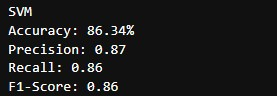 SVM
Accuracy: 86.34%
Precision: 0.87
Recall: 0.86
F1-Score: 0.86